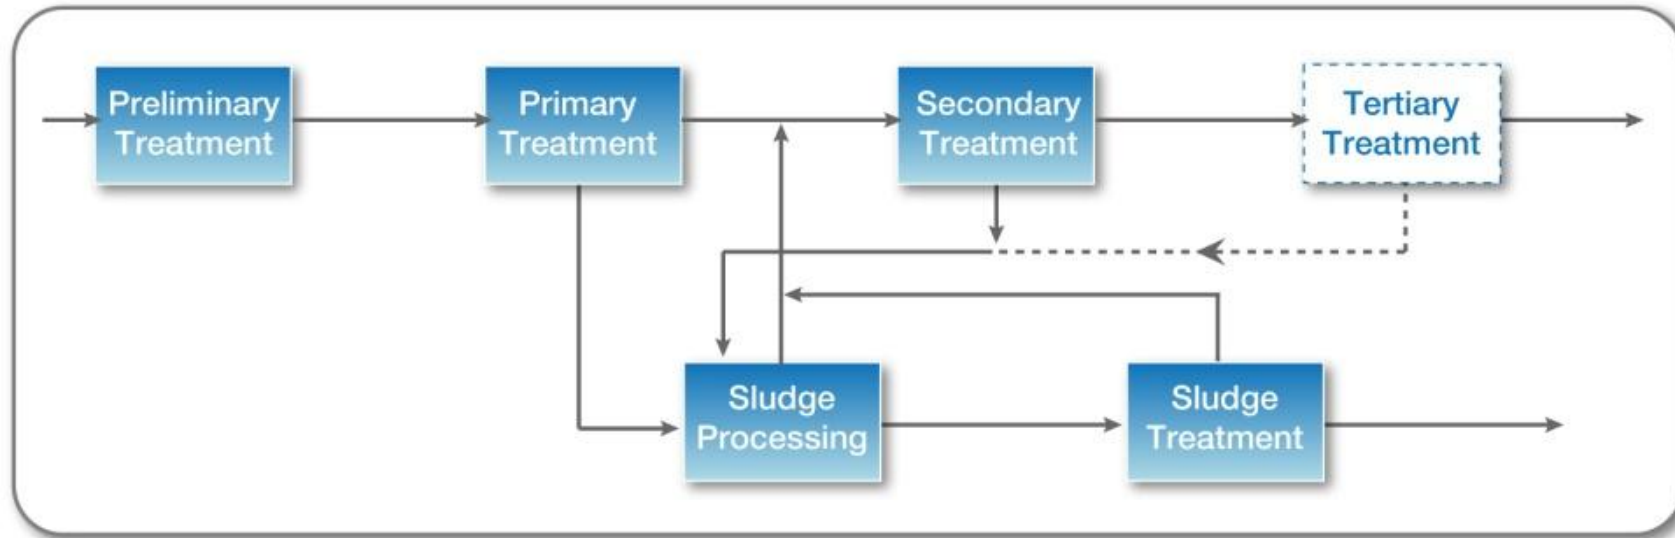 Preliminary
Treatment
Primary
Treatment
Secondary
Treatment
Tertiary
Treatment
Sludge
Processing
Sludge
Treatment